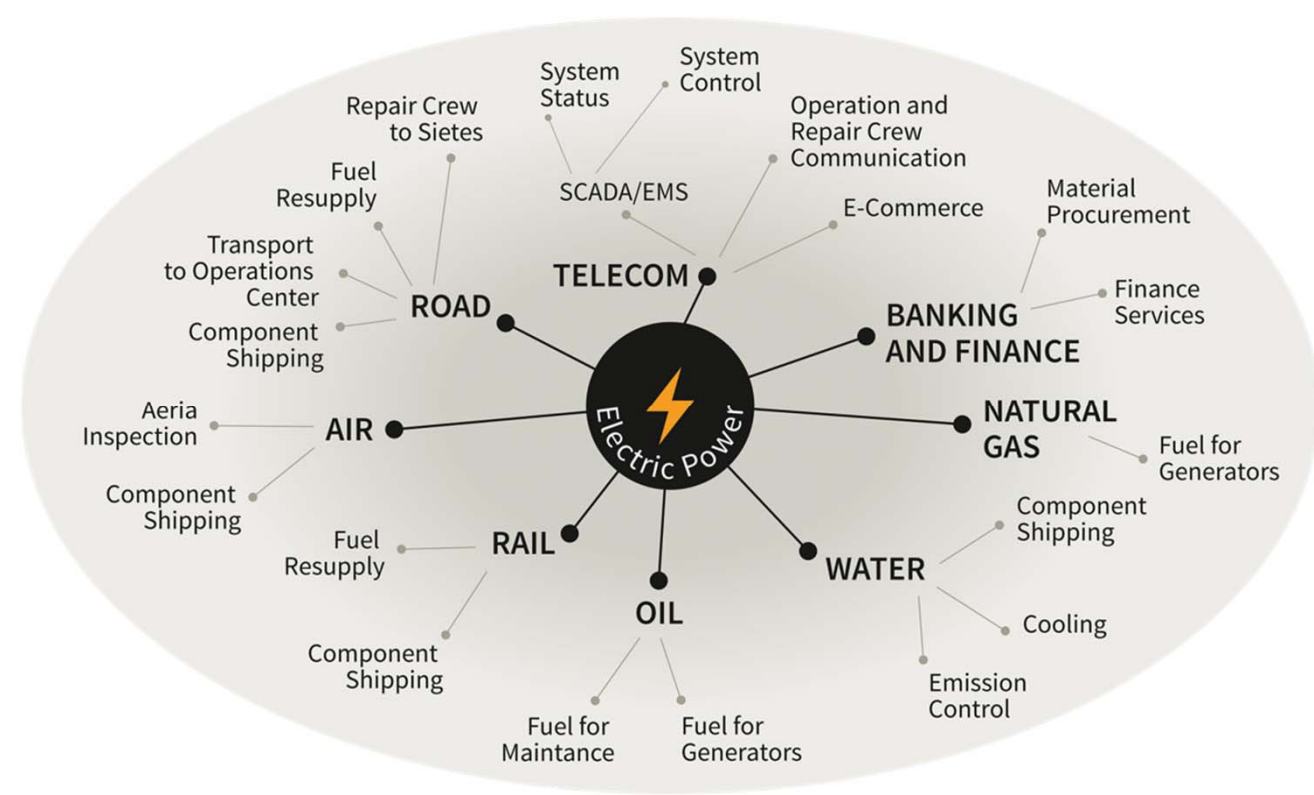 System
Status
System
Control
Repair Crew
to Sietes
Operation and
Repair Crew
Communication
Fuel
Resupply
SCADA/EMS
E-Commerce
Material
Procurement
Transport
to Operations
Center
TELECOM
ROAD
Finance
Services
BANKING
AND FINANCE
Component
Shipping
Aeria
Inspection
AIR
Electric Power
NATURAL
GAS
Fuel for
Generators
Component
Shipping
Component
Shipping
Fuel
Resupply
RAIL
WATER
OIL
Cooling
Component
Shipping
Emission
Control
Fuel for
Maintance
Fuel for
Generators